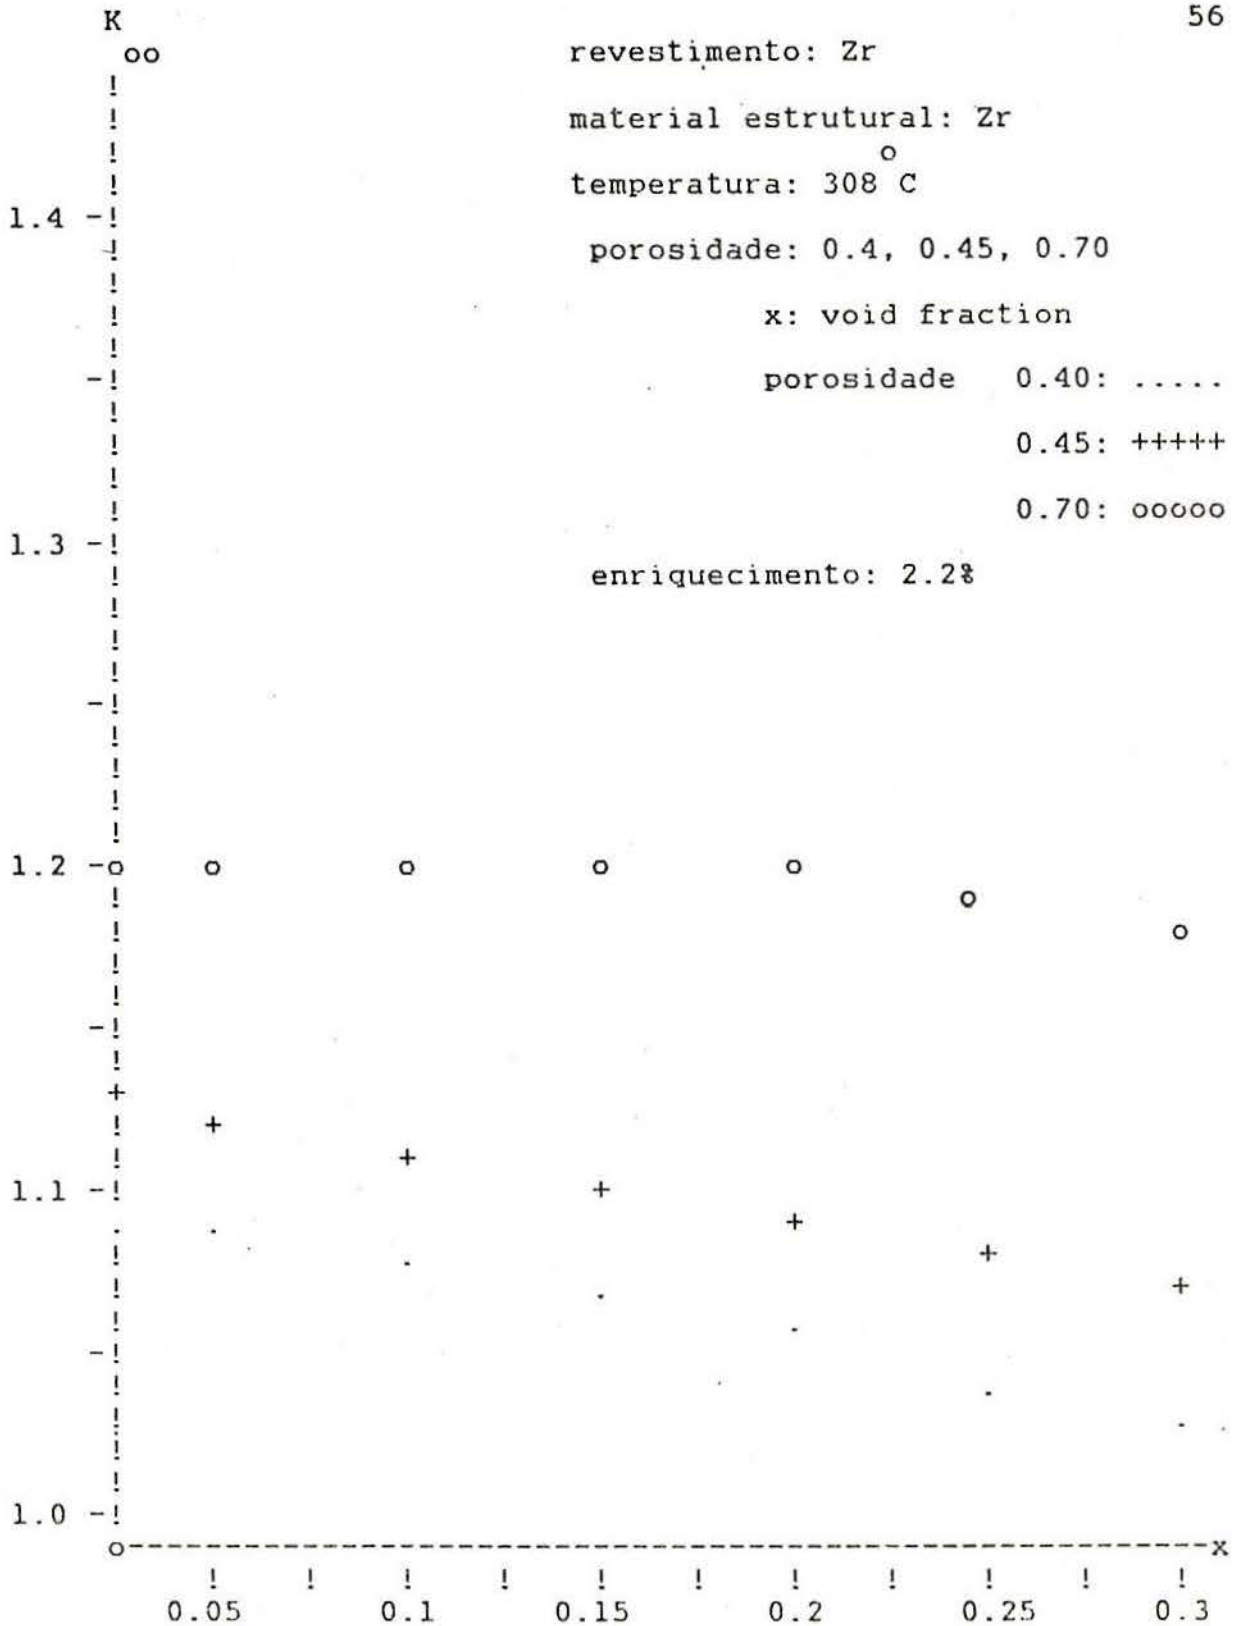 56
K
oo
revestimento: Zr
material estrutural: Zr
o
temperatura: 308 C
1.4
porosidade: 0.4, 0.45, 0.70
x: void fraction
porosidade 0.40: .....
0.45: +++++
0.70: ooooo
1.3
enriquecimento: 2.2%
1.2
1.1
1.0
o x
0.05 0.1 0.15 0.2 0.25 0.3